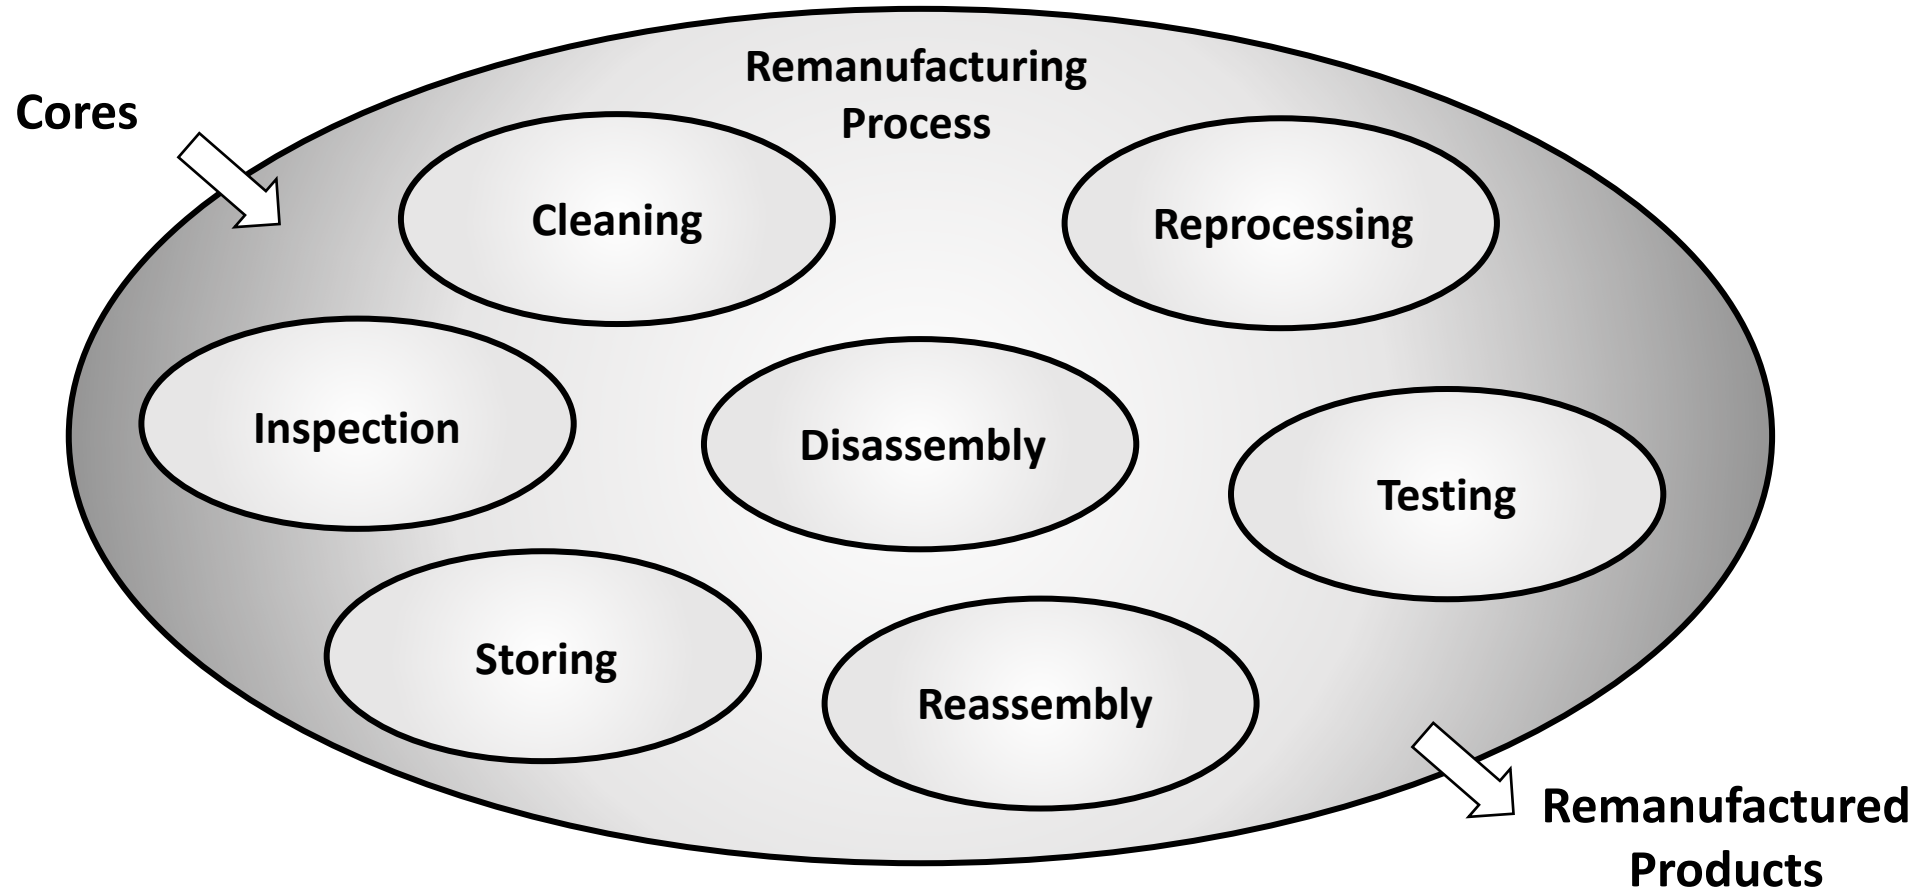 Remanufacturing
Process
Cores
Cleaning
Reprocessing
Inspection
Disassembly
Testing
Storing
Reassembly
Remanufactured
Products